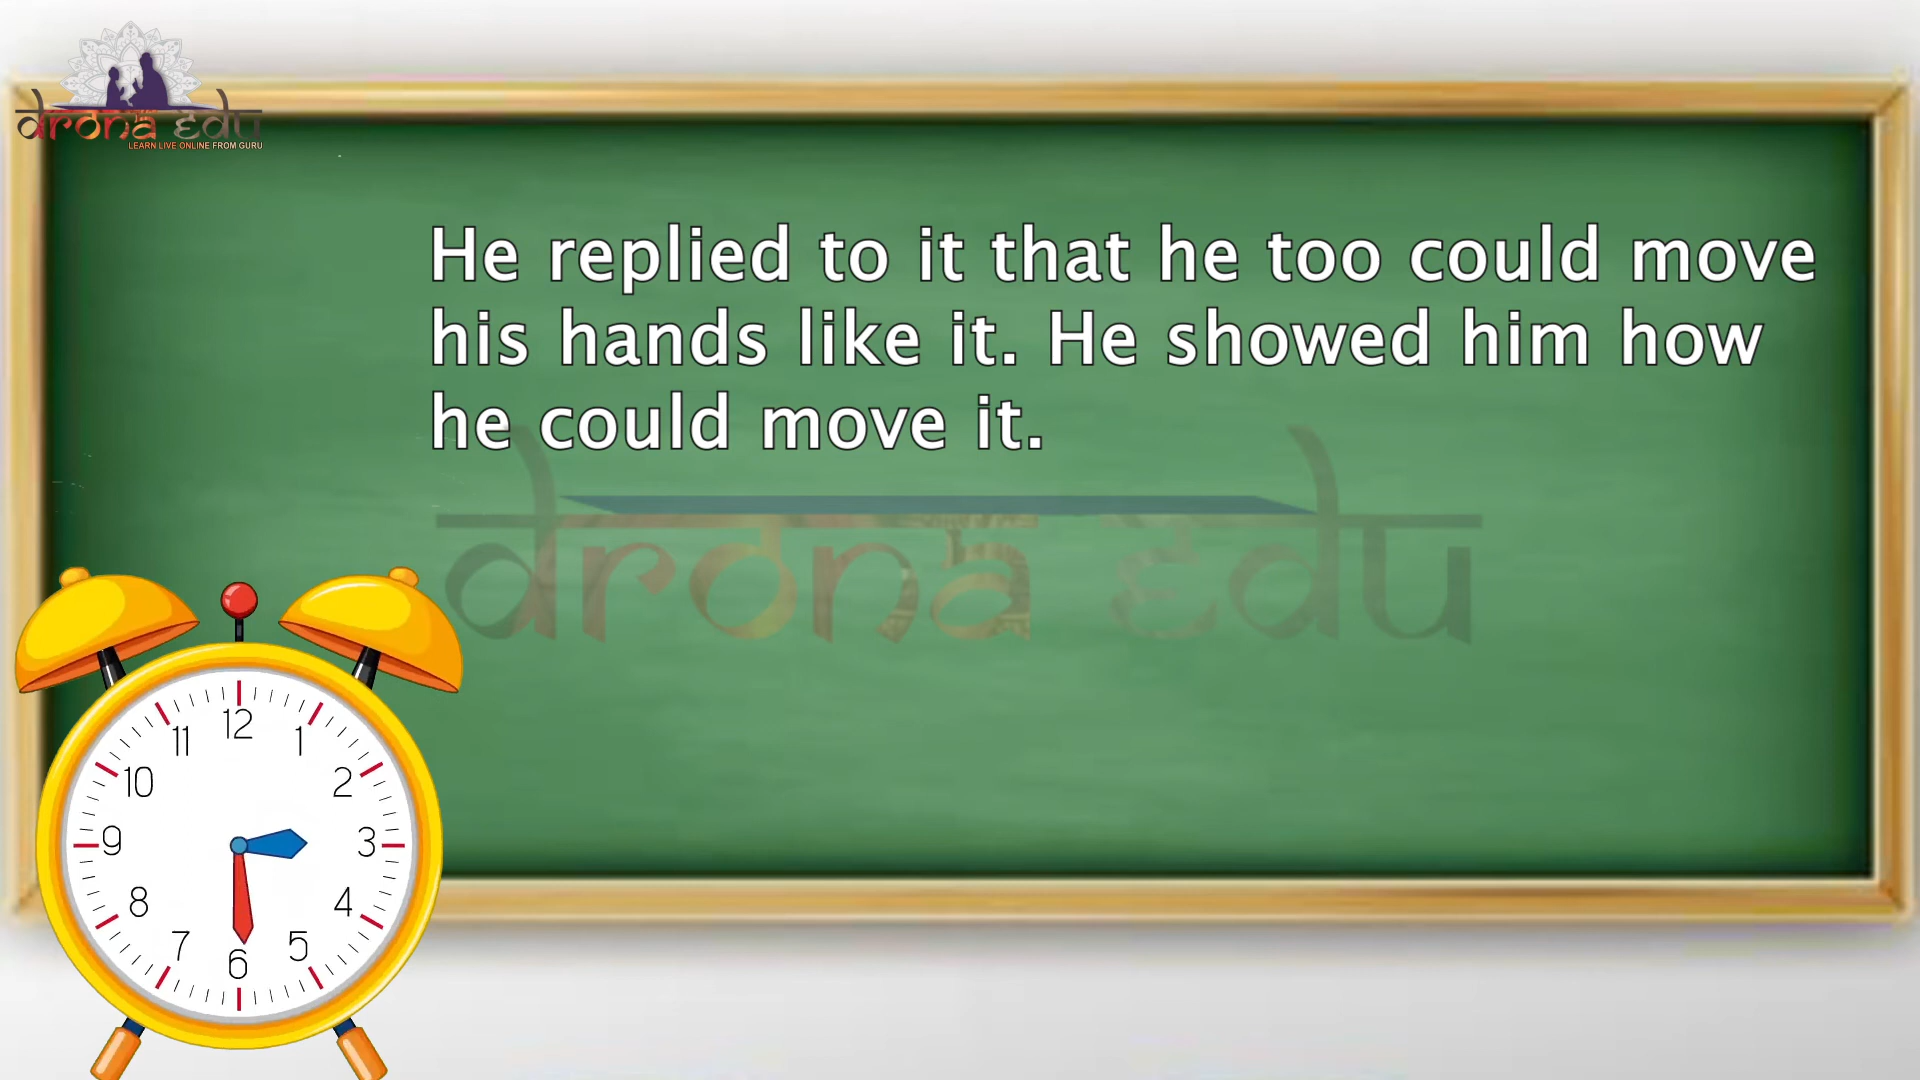 drona edu
LEARN LIVE ONLINE FROM GURU
He replied to it that he too could move
his hands like it. He showed him how
he could move it.
drona edu
12
11
1
10
2
9
3
8
4
7
5
6